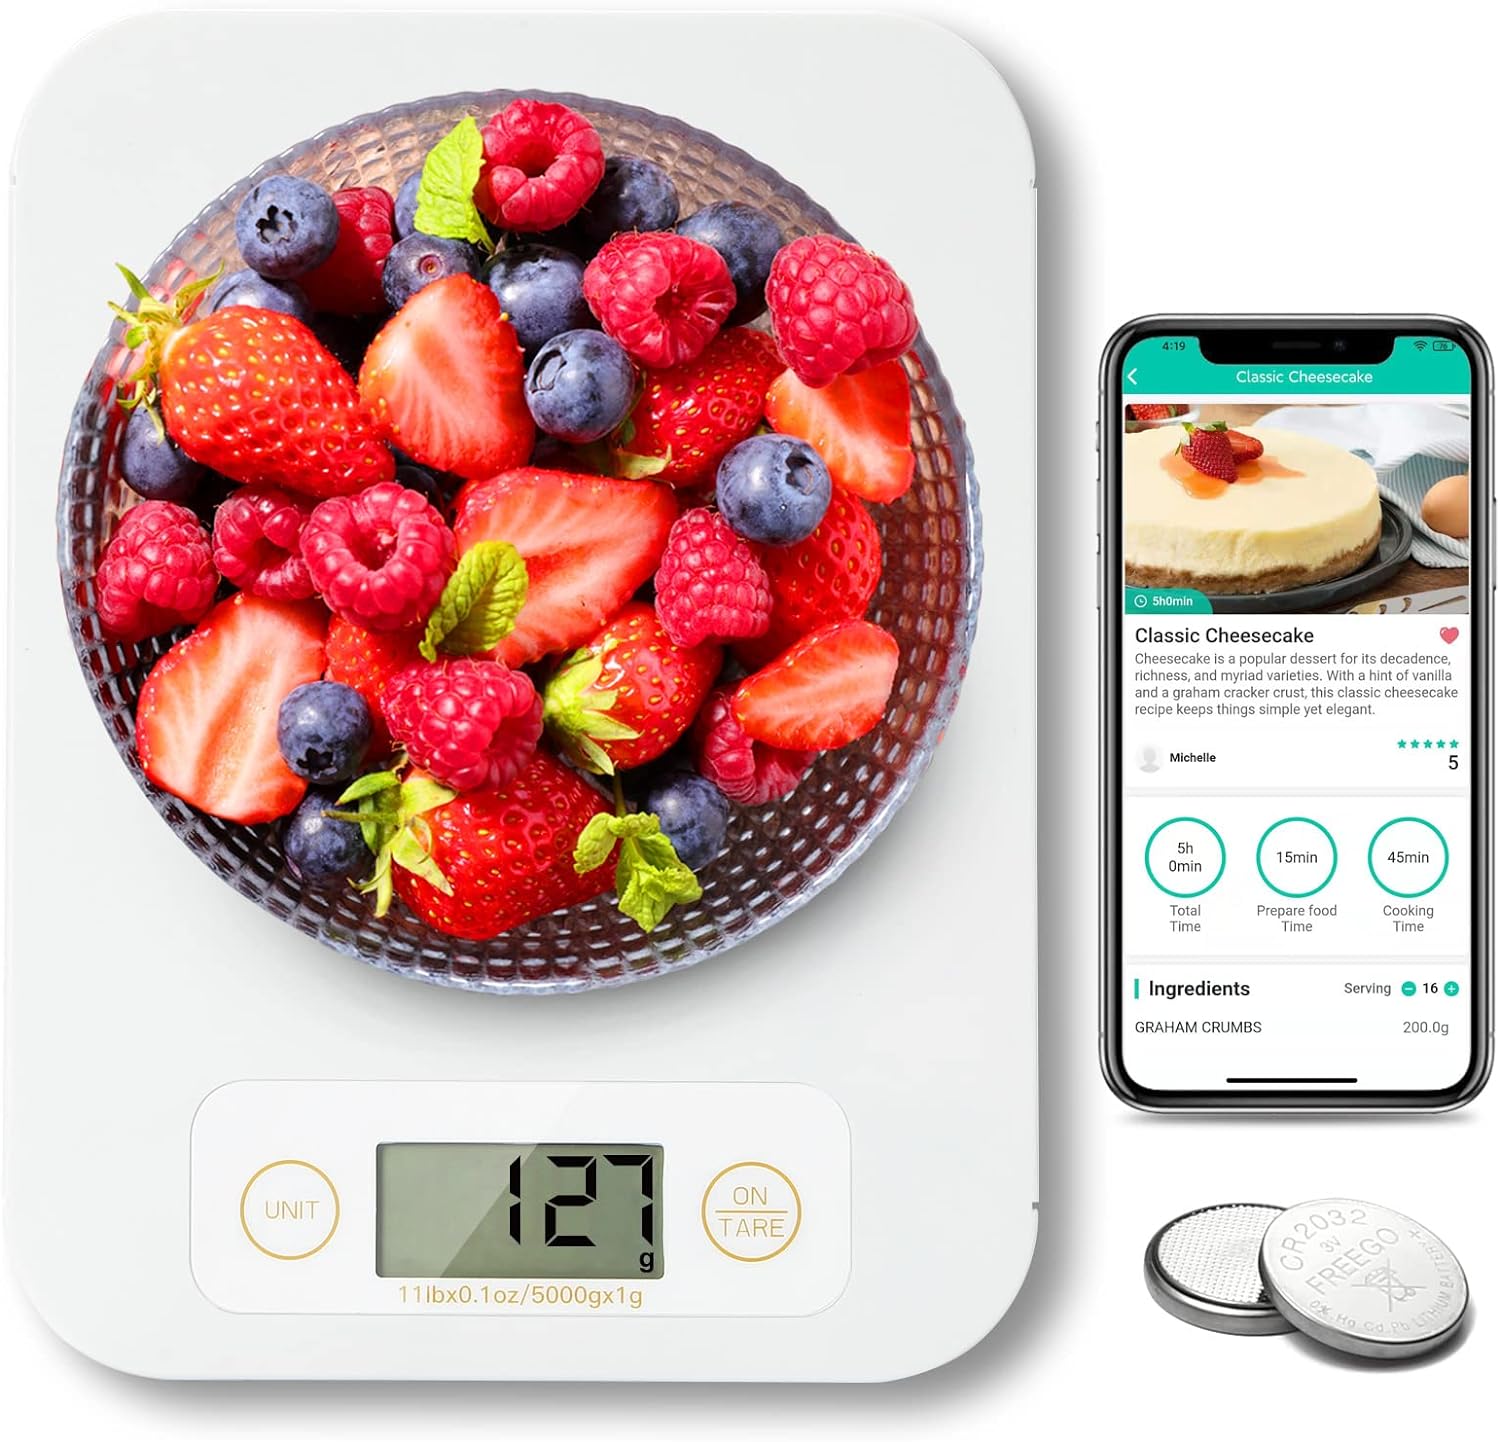 UNIT
127
g
ON
TARE
11lbx0.1oz/5000gx1g
4:19
76
Classic Cheesecake
5h0min
Classic Cheesecake
Cheesecake is a popular dessert for its decadence,
richness, and myriad varieties. With a hint of vanilla
and a graham cracker crust, this classic cheesecake
recipe keeps things simple yet elegant.
Michelle
5
5h
0min
15min
45min
Total
Time
Prepare food
Time
Cooking
Time
Ingredients
Serving
16
GRAHAM CRUMBS
200.0g
CR2032
3V
FREEGO
Hg Cd Pb LITHIUM BATTERY+